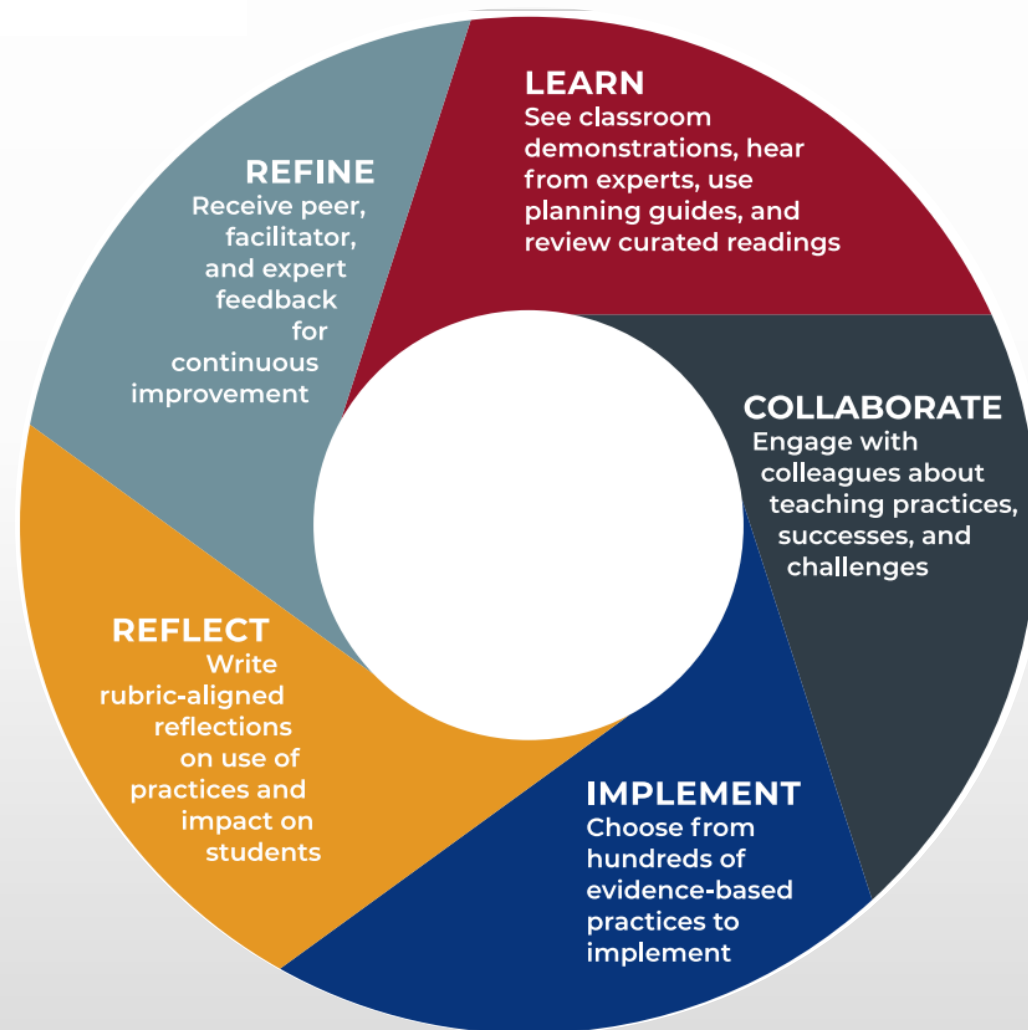 LEARN
See classroom
demonstrations, hear
from experts, use
planning guides, and
review curated readings
COLLABORATE
Engage with
colleagues about
teaching practices,
successes, and
challenges
IMPLEMENT
Choose from
hundreds of
evidence-based
practices to
implement
REFLECT
Write
rubric-aligned
reflections
on use of
practices and
impact on
students
REFINE
Receive peer,
facilitator,
and expert
feedback
for
continuous
improvement